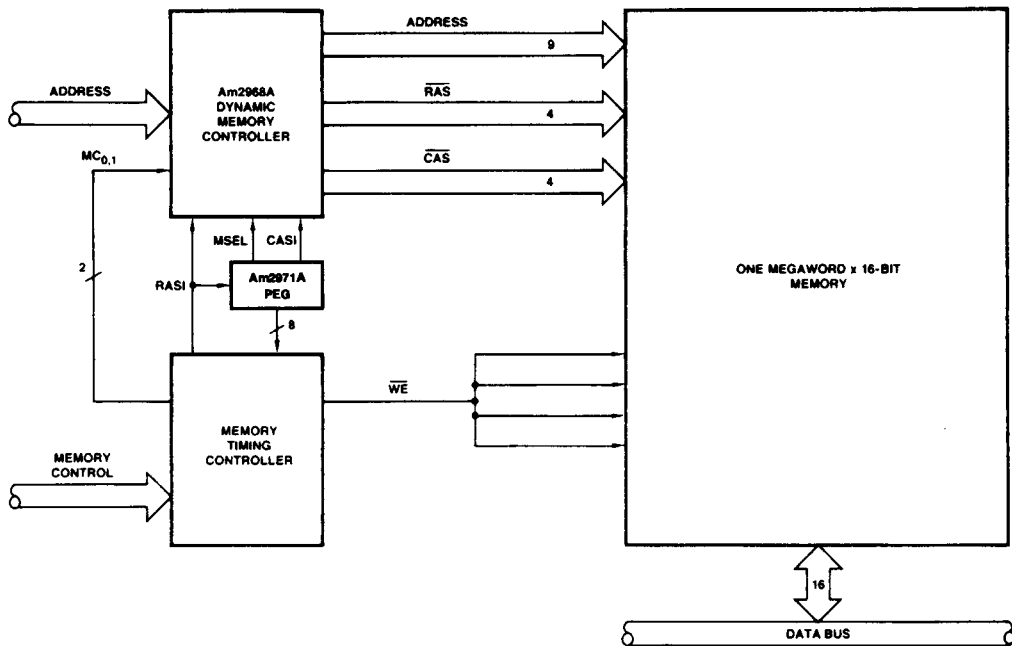 ADDRESS
9
Am2968A
DYNAMIC
MEMORY
CONTROLLER
ADDRESS
RAS
4
MC0,1
CAS
4
MSEL
CASI
2
RASI
Am2971A
PEG
8
ONE MEGAWORD x 16-BIT
MEMORY
WE
MEMORY
TIMING
CONTROLLER
MEMORY
CONTROL
16
DATA BUS